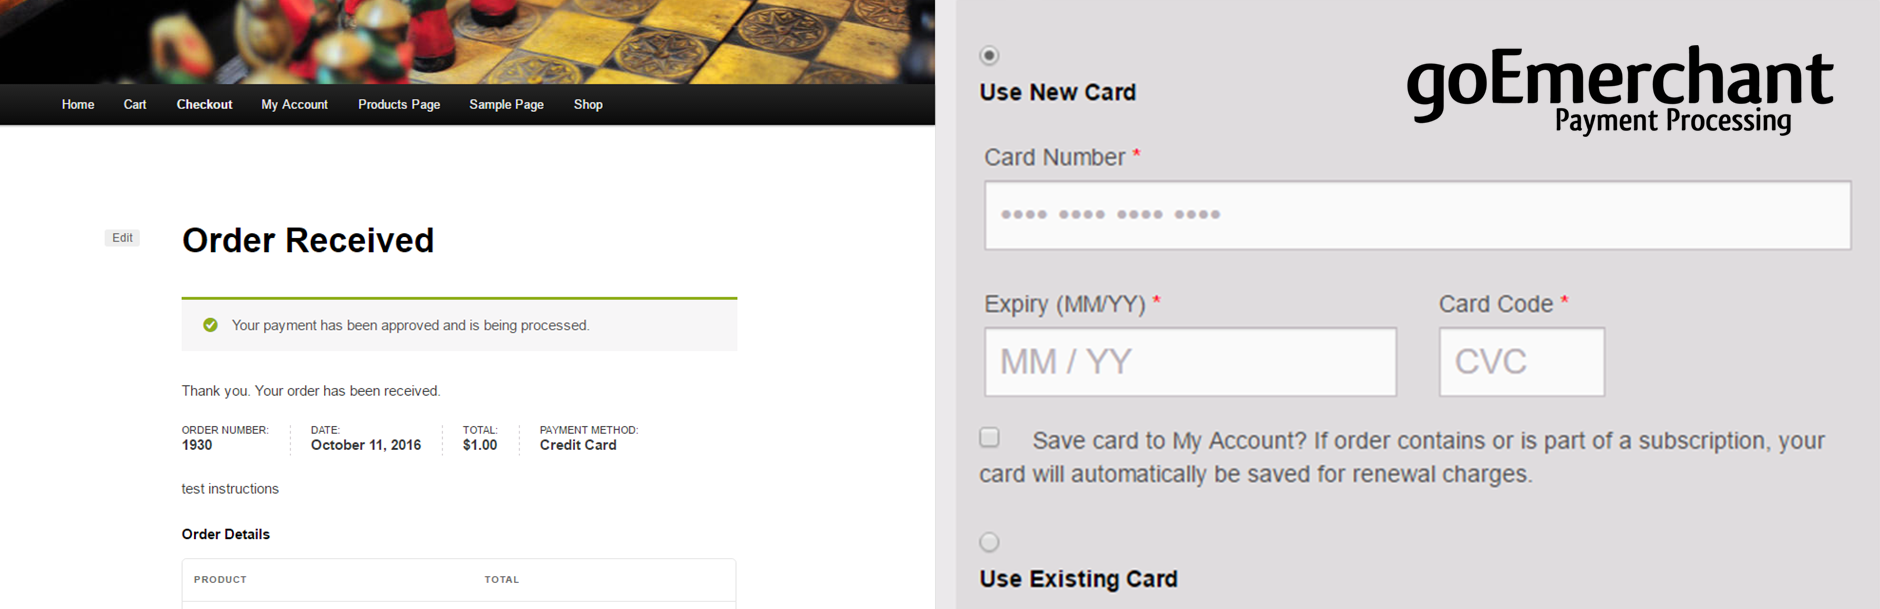 Home Cart Checkout My Account Products Page Sample Page Shop
Edit
Order Received
Your payment has been approved and is being processed.
Thank you. Your order has been received.
ORDER NUMBER: DATE: TOTAL: PAYMENT METHOD:
1930 October 11, 2016 $1.00 Credit Card
test instructions
Order Details
PRODUCT TOTAL
goEmerchant
Payment Processing
Use New Card
Card Number *
•••• •••• •••• ••••
Expiry (MM/YY) * Card Code *
MM / YY CVC
Save card to My Account? If order contains or is part of a subscription, your
card will automatically be saved for renewal charges.
Use Existing Card